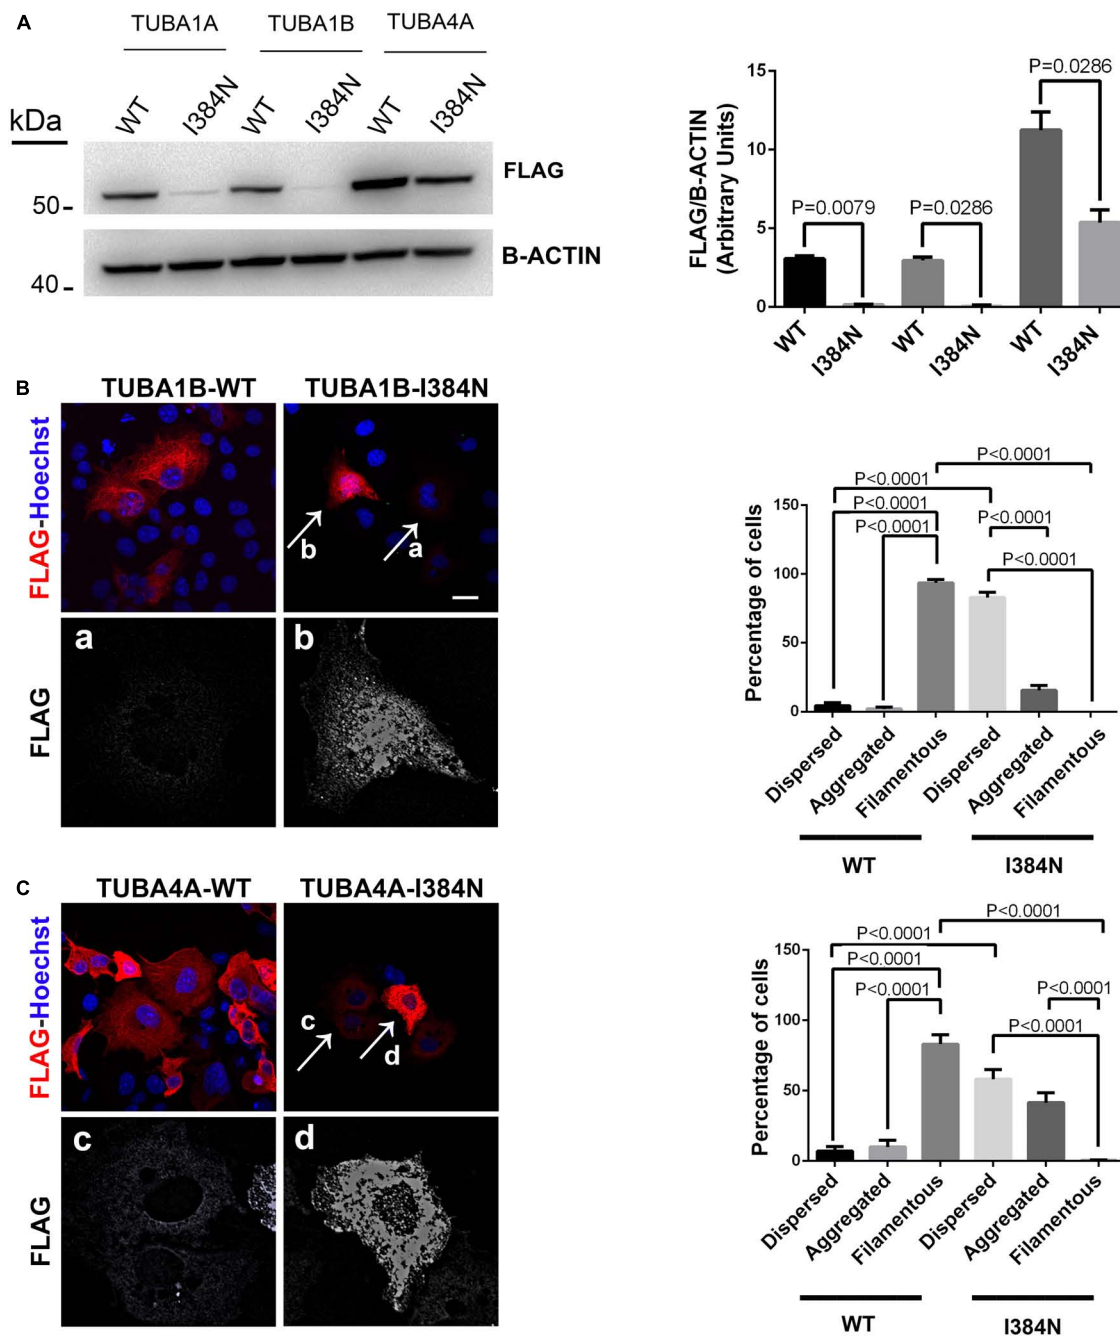 A
TUBA1A TUBA1B TUBA4A
kDa
WT I384N WT I384N WT I384N
FLAG
50
B-ACTIN
40
FLAG/B-ACTIN
(Arbitrary Units)
15
10
5
0
P=0.0079
P=0.0286
P=0.0286
WT I384N WT I384N WT I384N
B
TUBA1B-WT TUBA1B-I384N
FLAG-Hoechst
b
a
FLAG
a
b
Percentage of cells
150
100
50
0
P<0.0001
P<0.0001
P<0.0001
P<0.0001
P<0.0001
P<0.0001
Dispersed Aggregated Filamentous Dispersed Aggregated Filamentous
WT I384N
C
TUBA4A-WT TUBA4A-I384N
FLAG-Hoechst
c
d
FLAG
c
d
Percentage of cells
150
100
50
0
P<0.0001
P<0.0001
P<0.0001
P<0.0001
P<0.0001
P<0.0001
Dispersed Aggregated Filamentous Dispersed Aggregated Filamentous
WT I384N